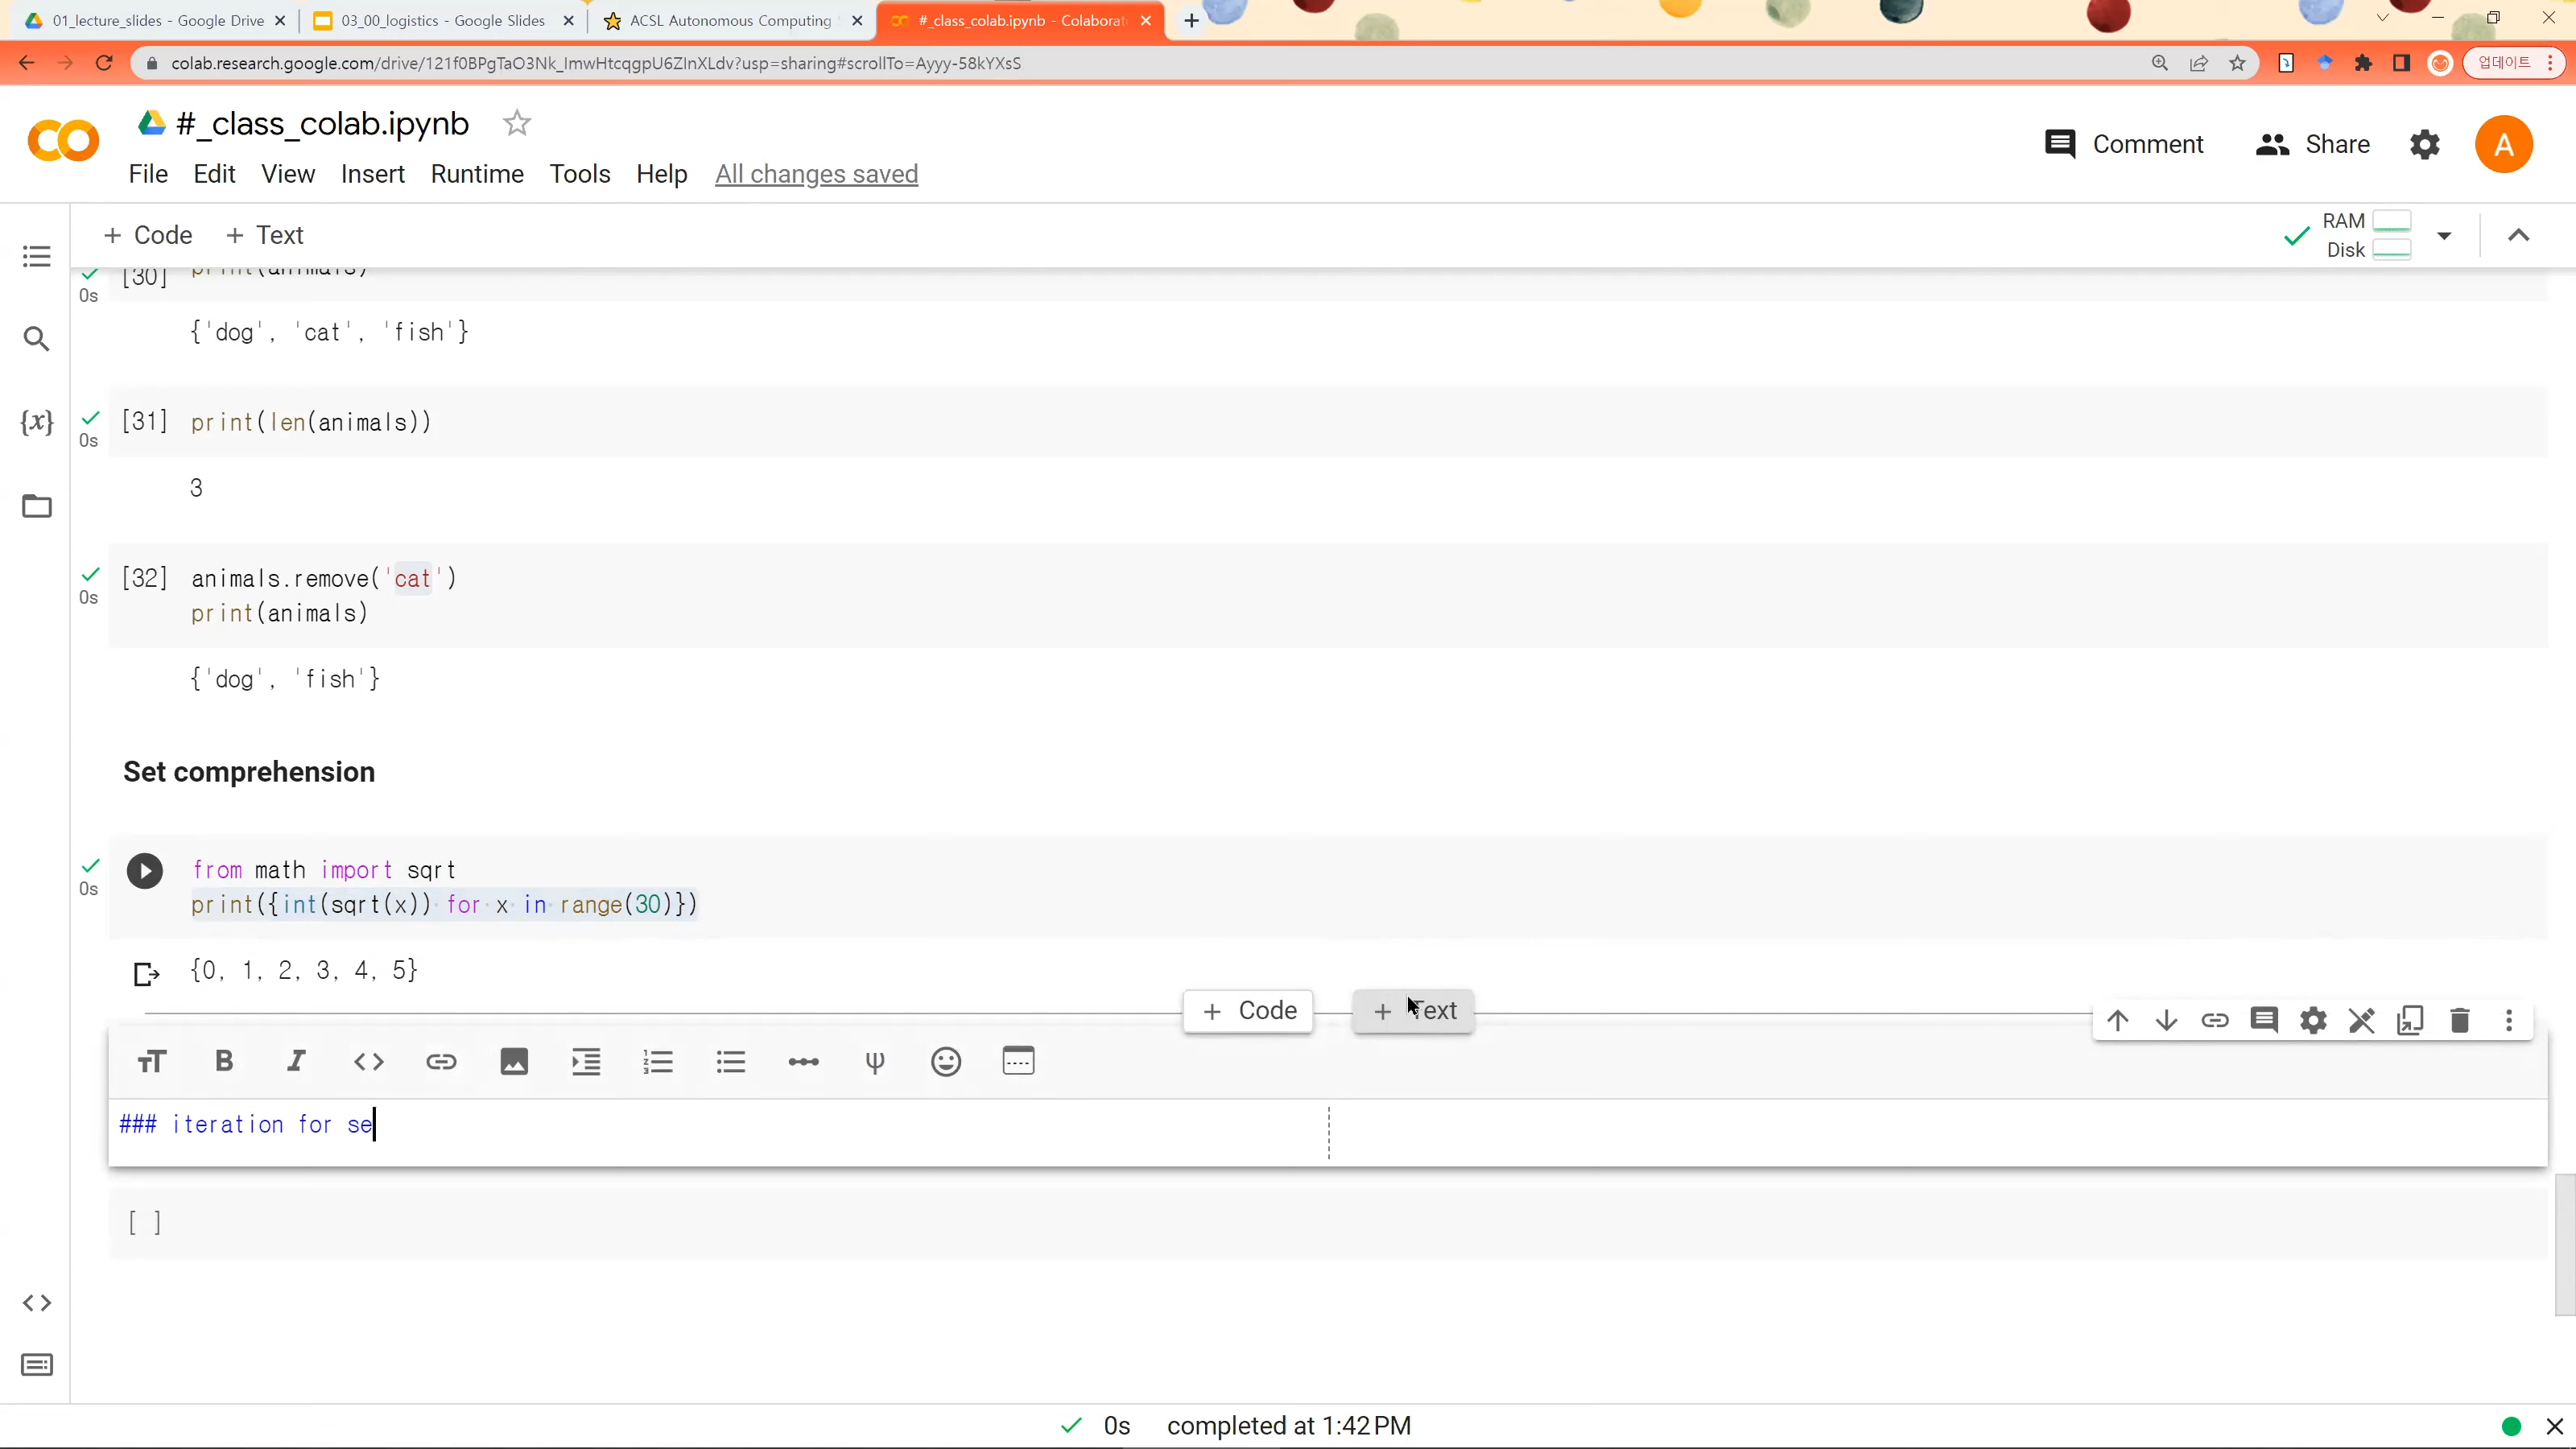 01_lecture_slides - Google Drive
03_00_logistics - Google Slides
ACSL Autonomous Computing
#_class_colab.ipynb - Colaborat
colab.research.google.com/drive/121f0BPgTaO3Nk_ImwHtcqgpU6ZInXLdv?usp=sharing#scrollTo=Ayyy-58kYXsS
업데이트
CO
#_class_colab.ipynb
Comment
Share
A
File Edit View Insert Runtime Tools Help All changes saved
+ Code + Text
RAM
Disk
[30] print(animals)
0s
{'dog', 'cat', 'fish'}
{x}
[31] print(len(animals))
0s
3
[32] animals.remove('cat')
0s
print(animals)
{'dog', 'fish'}
Set comprehension
from math import sqrt
0s
print({int(sqrt(x)) for x in range(30)})
{0, 1, 2, 3, 4, 5}
+ Code + Text
### iteration for se
[ ]
0s completed at 1:42 PM